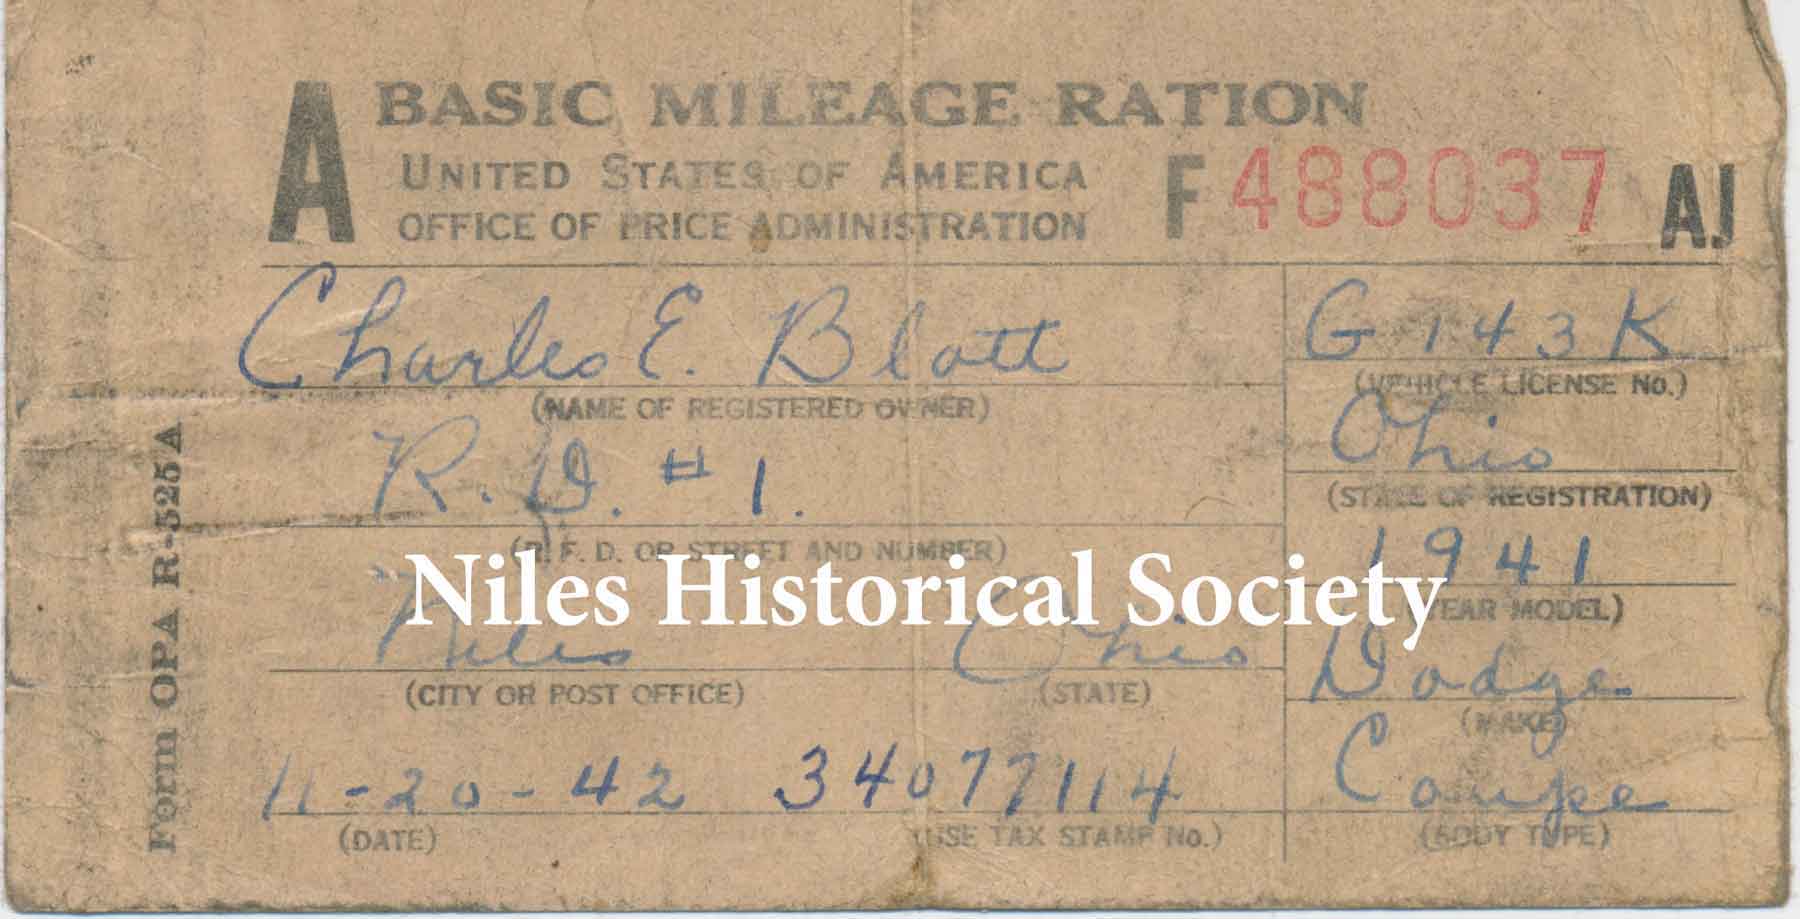 A BASIC MILEAGE RATION
UNITED STATES OF AMERICA
OFFICE OF PRICE ADMINISTRATION
F 488037 AJ
Charles E. Blott
(NAME OF REGISTERED OWNER)
R. D. # 1.
(R. F. D. OR STREET AND NUMBER)
Niles Ohio
(CITY OR POST OFFICE) (STATE)
11-20-42 34077114
(DATE) (USE TAX STAMP No.)
G 143 K
(VEHICLE LICENSE No.)
Ohio
(STATE OF REGISTRATION)
1941
(YEAR MODEL)
Dodge
(MAKE)
Coupe
(BODY TYPE)
Form OPA R-525A
Niles Historical Society